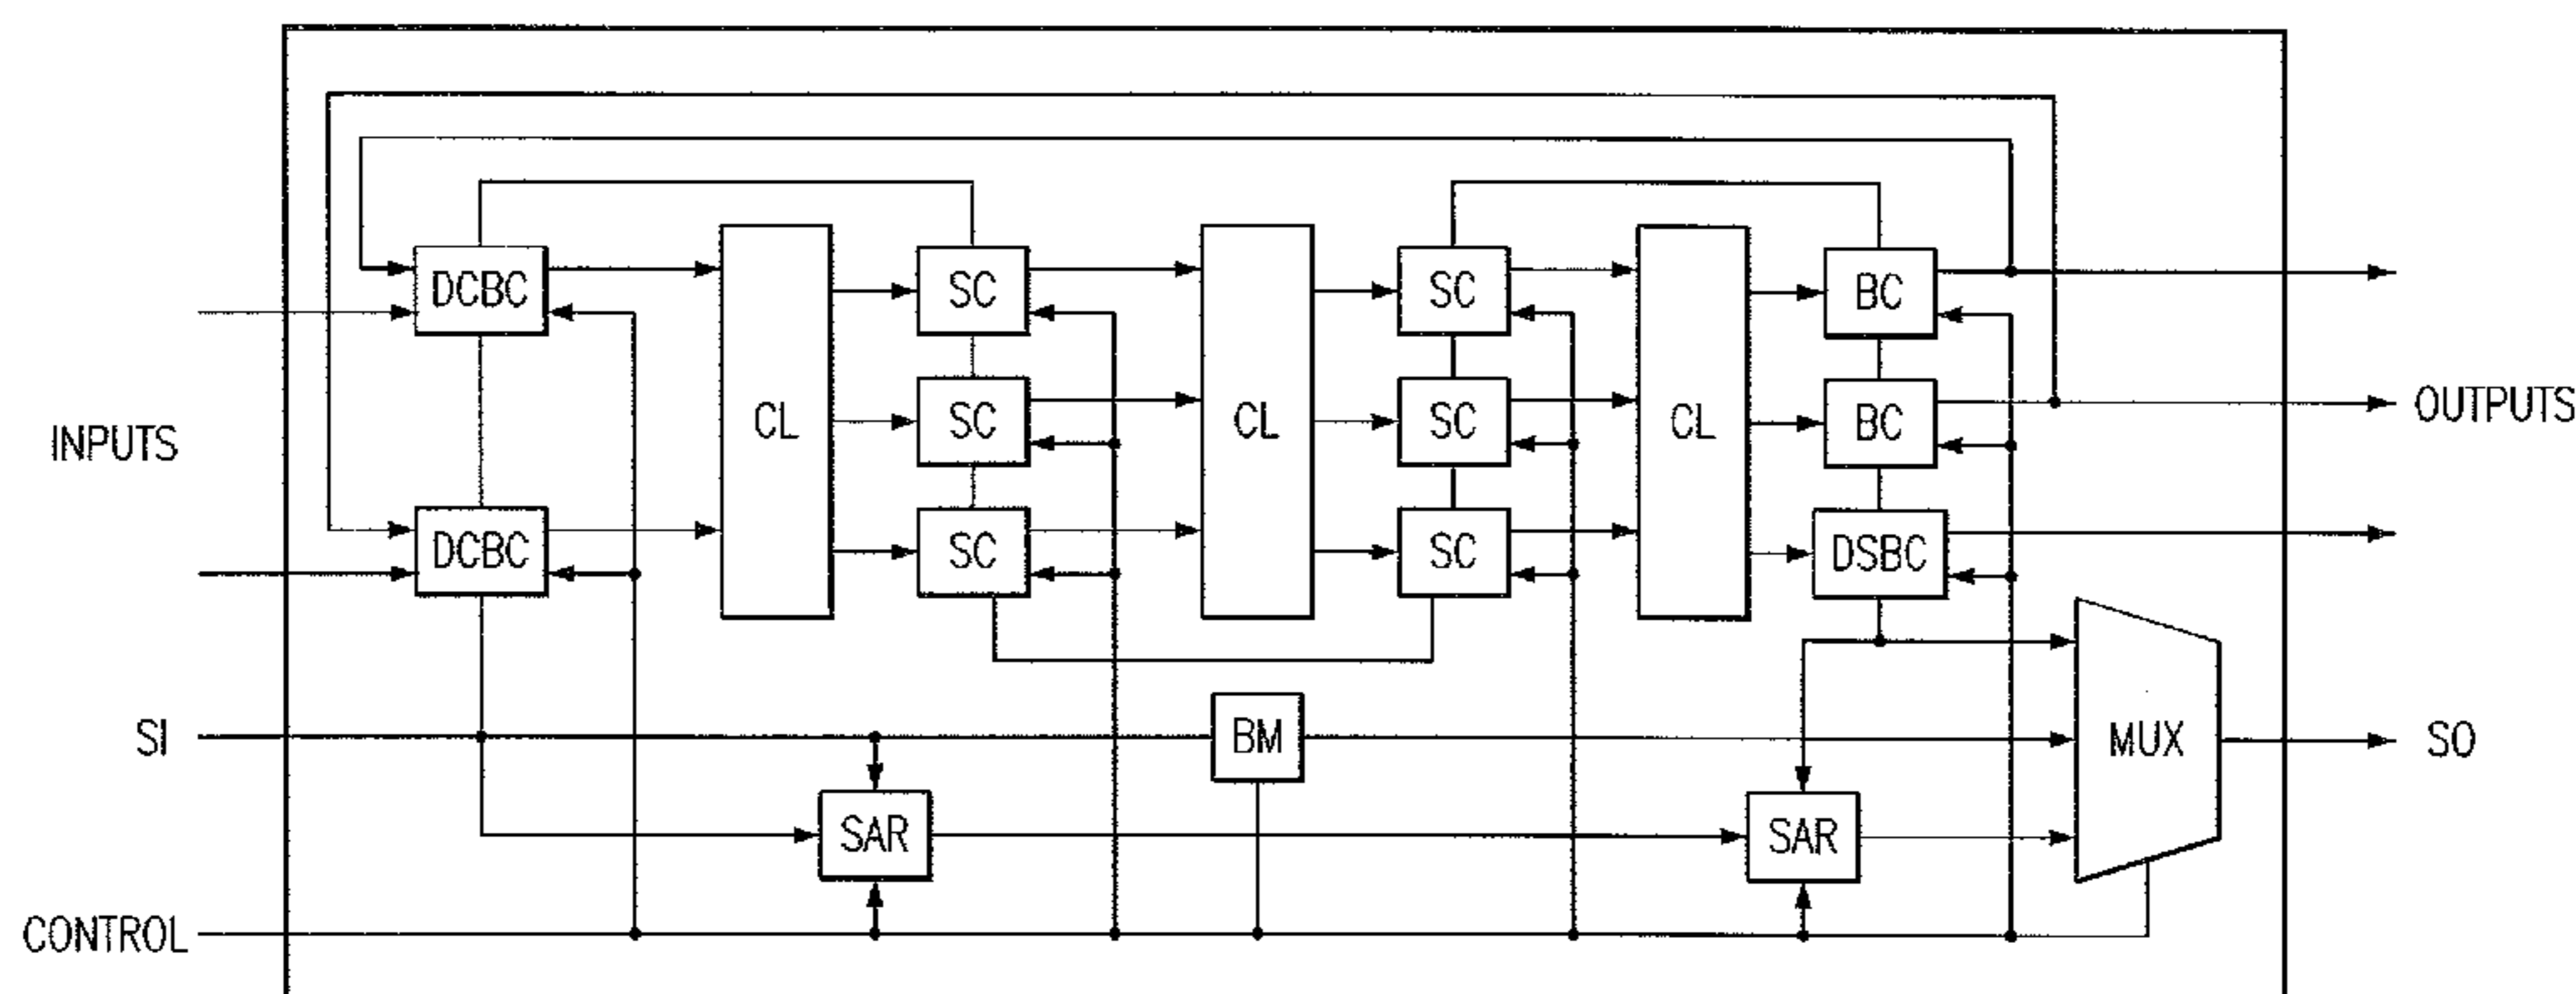 DCBC
SC
SC
BC
CL
SC
CL
SC
CL
BC
INPUTS
OUTPUTS
DCBC
SC
SC
DSBC
SI
BM
MUX
SO
SAR
SAR
CONTROL